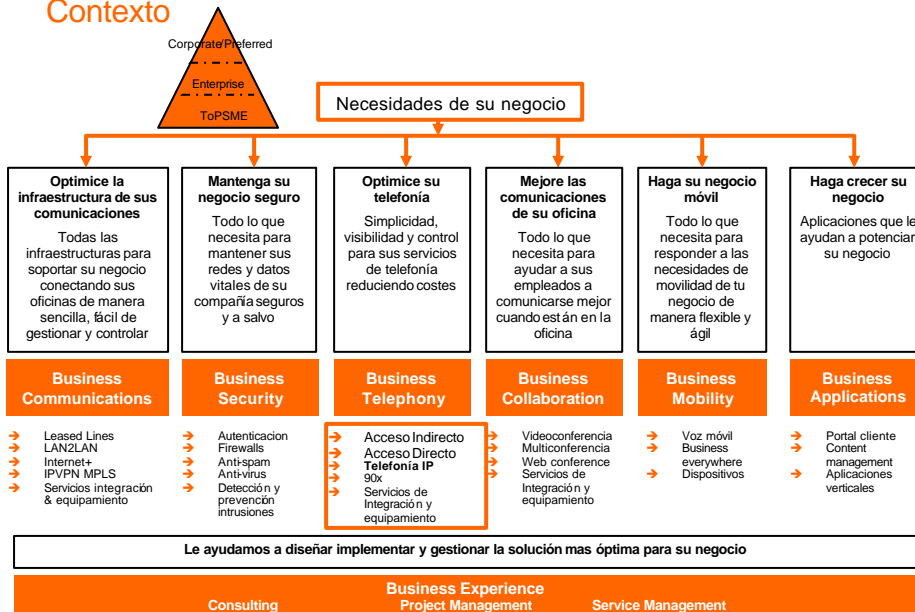 Contexto
Corporate/Preferred
Enterprise
ToPSME
Necesidades de su negocio
Optimice la
infraestructura de sus
comunicaciones
Todas las
infraestructuras para
soportar su negocio
conectando sus
oficinas de manera
sencilla, fácil de
gestionar y controlar
Mantenga su
negocio seguro
Todo lo que
necesita para
mantener sus
redes y datos
vitales de su
compañía seguros
y a salvo
Optimice su
telefonía
Simplicidad,
visibilidad y control
para sus servicios
de telefonía
reduciendo costes
Mejore las
comunicaciones
de su oficina
Todo lo que
necesita para
ayudar a sus
empleados a
comunicarse mejor
cuando están en la
oficina
Haga su negocio
móvil
Todo lo que
necesita para
responder a las
necesidades de
movilidad de tu
negocio de
manera flexible y
ágil
Haga crecer su
negocio
Aplicaciones que le
ayudan a potenciar
su negocio
Business
Communications
Business
Security
Business
Telephony
Business
Collaboration
Business
Mobility
Business
Applications
Leased Lines
LAN2LAN
Internet+
IPVPN MPLS
Servicios integración
& equipamiento
Autenticacion
Firewalls
Anti-spam
Anti-virus
Detección y
prevención
intrusiones
Acceso Indirecto
Acceso Directo
Telefonía IP
90x
Servicios de
Integración y
equipamiento
Videoconferencia
Multiconferencia
Web conference
Servicios de
Integración y
equipamiento
Voz móvil
Business
everywhere
Dispositivos
Portal cliente
Content
management
Aplicaciones
verticales
Le ayudamos a diseñar implementar y gestionar la solución mas óptima para su negocio
Business Experience
Consulting Project Management Service Management